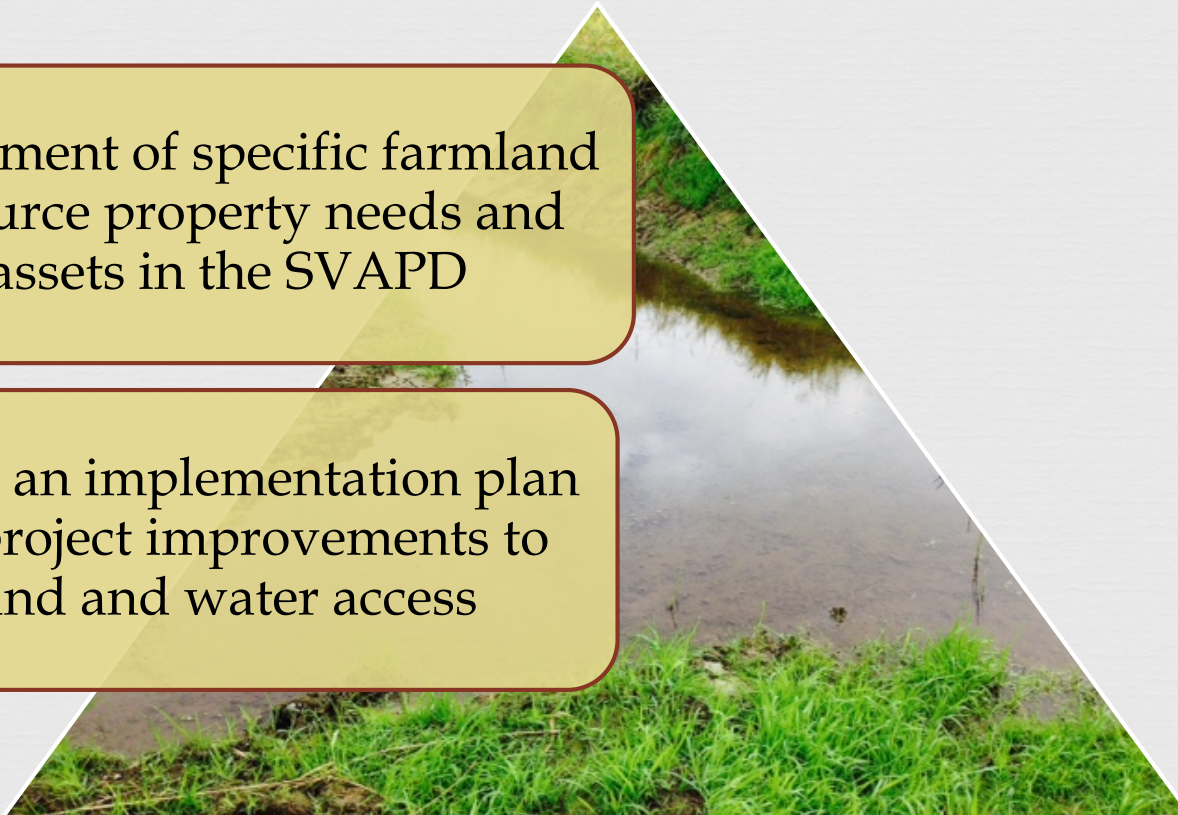 ment of specific farmland
urce property needs and
assets in the SVAPD
an implementation plan
project improvements to
and and water access